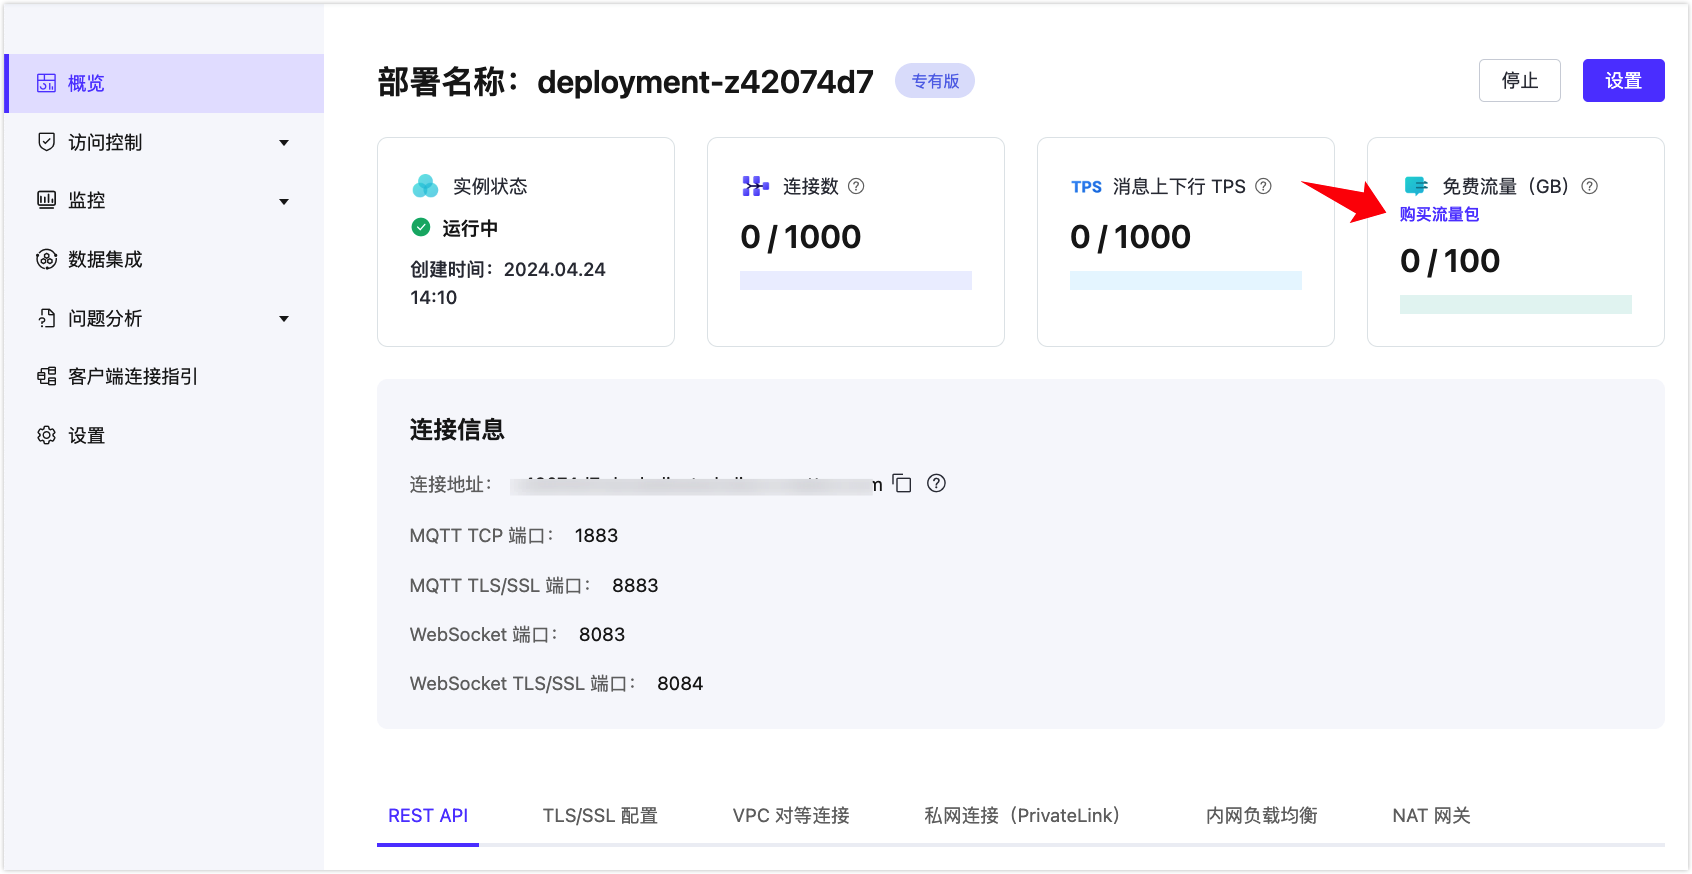 概览
访问控制
监控
数据集成
问题分析
客户端连接指引
设置
部署名称：deployment-z42074d7
专有版
停止
设置
实例状态
运行中
创建时间：2024.04.24
14:10
连接数
0 / 1000
TPS 消息上下行 TPS
0 / 1000
免费流量（GB）
购买流量包
0 / 100
连接信息
连接地址：
MQTT TCP 端口： 1883
MQTT TLS/SSL 端口： 8883
WebSocket 端口： 8083
WebSocket TLS/SSL 端口： 8084
REST API
TLS/SSL 配置
VPC 对等连接
私网连接（PrivateLink）
内网负载均衡
NAT 网关